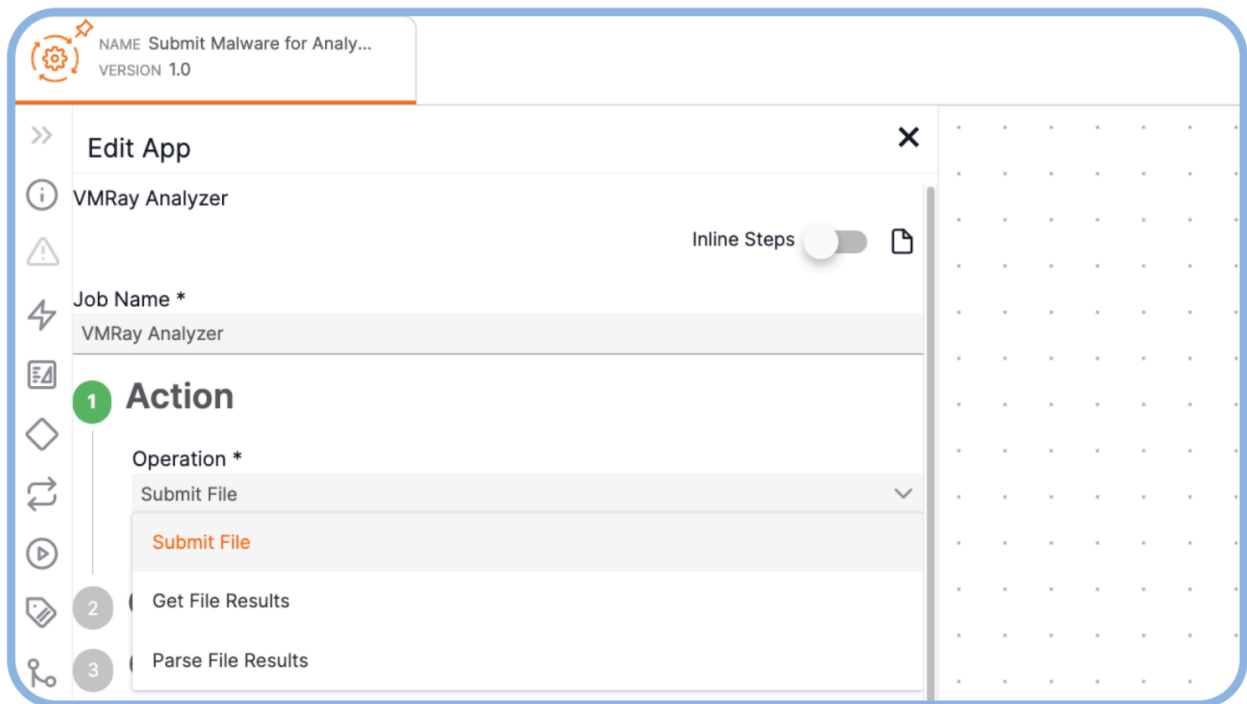 NAME Submit Malware for Analy...
VERSION 1.0
Edit App
VMRay Analyzer
Inline Steps
Job Name *
VMRay Analyzer
1 Action
Operation *
Submit File
Submit File
2 Get File Results
3 Parse File Results